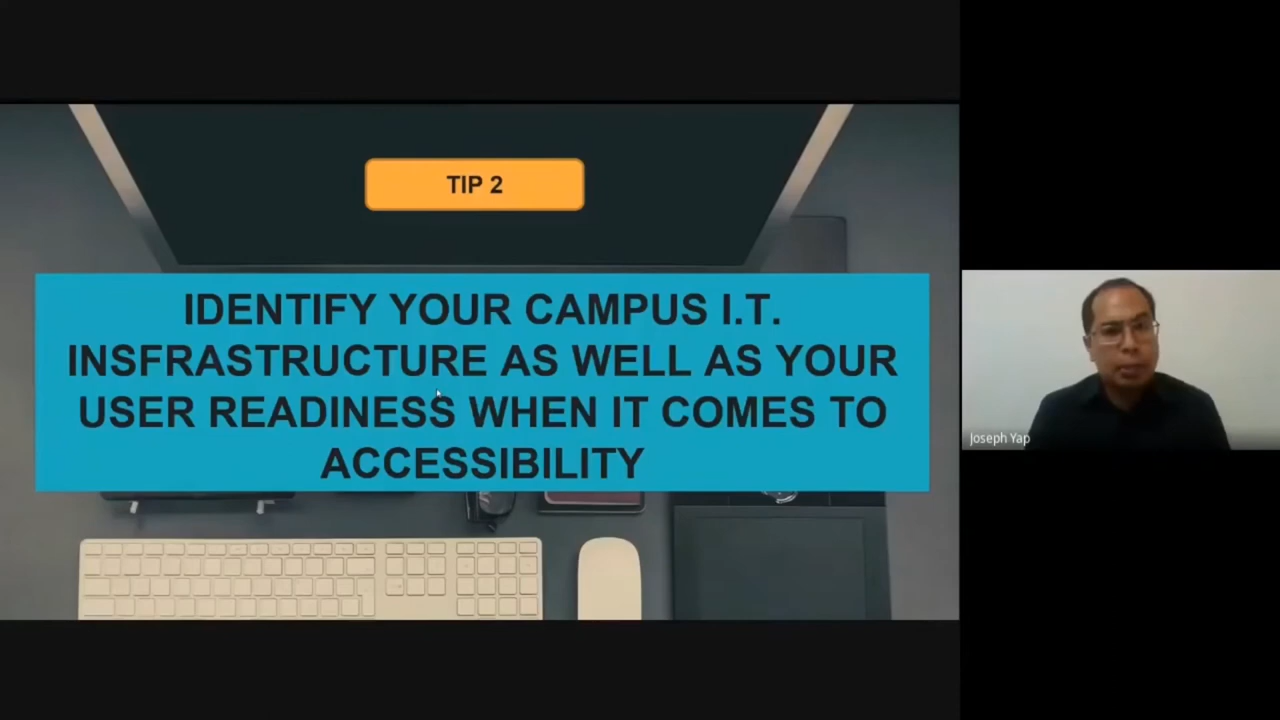 TIP 2
IDENTIFY YOUR CAMPUS I.T.
INSFRASTRUCTURE AS WELL AS YOUR
USER READINESS WHEN IT COMES TO
ACCESSIBILITY
Joseph Yap